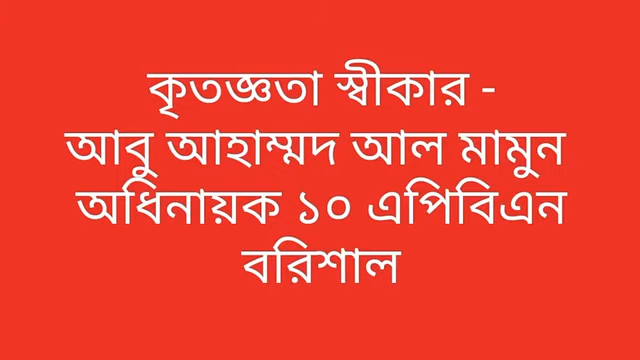 কৃতজ্ঞতা স্বীকার -
আবু আহাম্মদ আল মামুন
অধিনায়ক ১০ এপিবিএন
বরিশাল